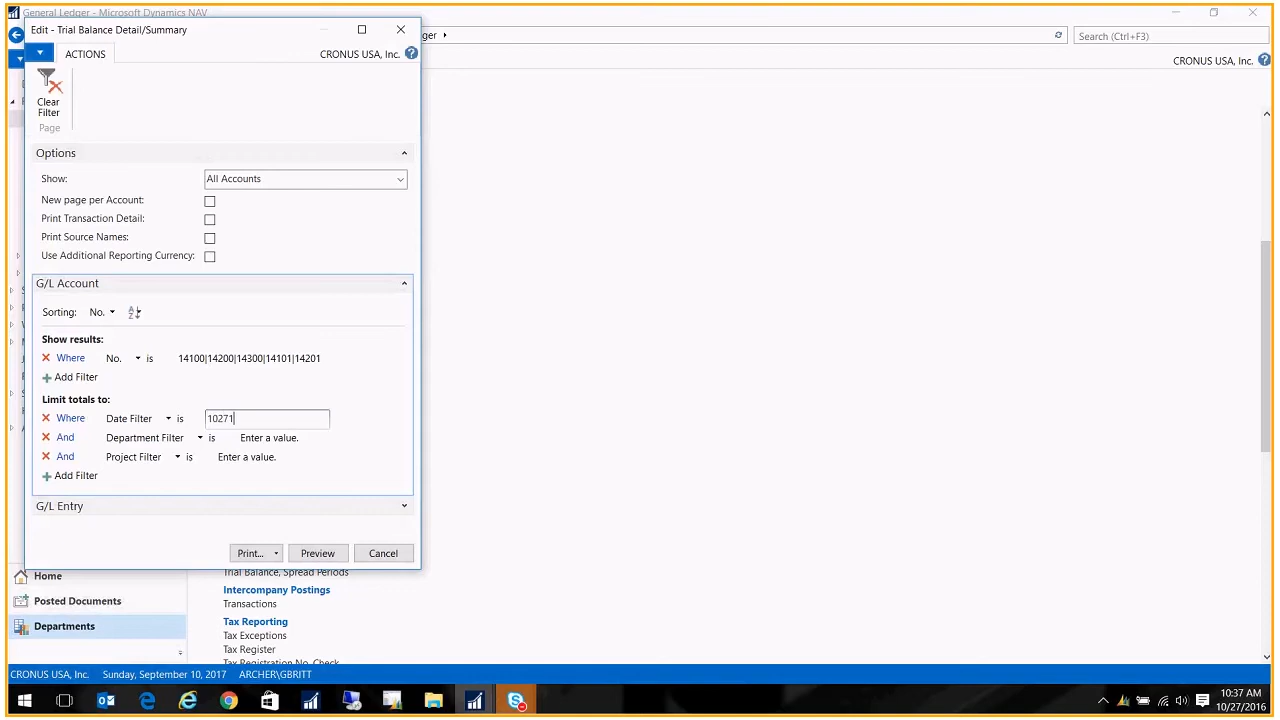 General Ledger - Microsoft Dynamics NAV
Edit - Trial Balance Detail/Summary
ger
Search (Ctrl+F3)
ACTIONS
CRONUS USA, Inc.
CRONUS USA, Inc.
Clear
Filter
Page
Options
Show: All Accounts
New page per Account:
Print Transaction Detail:
Print Source Names:
Use Additional Reporting Currency:
G/L Account
Sorting: No.
Show results:
Where No. is 14100|14200|14300|14101|14201
Add Filter
Limit totals to:
Where Date Filter is 10271
And Department Filter is Enter a value.
And Project Filter is Enter a value.
Add Filter
G/L Entry
Print... Preview Cancel
Trial Balance, Spread Periods
Home
Intercompany Postings
Posted Documents
Transactions
Tax Reporting
Departments
Tax Exceptions
Tax Register
Tax Registration No. Check
CRONUS USA, Inc. Sunday, September 10, 2017 ARCHER\GBRITT
10:37 AM
10/27/2016